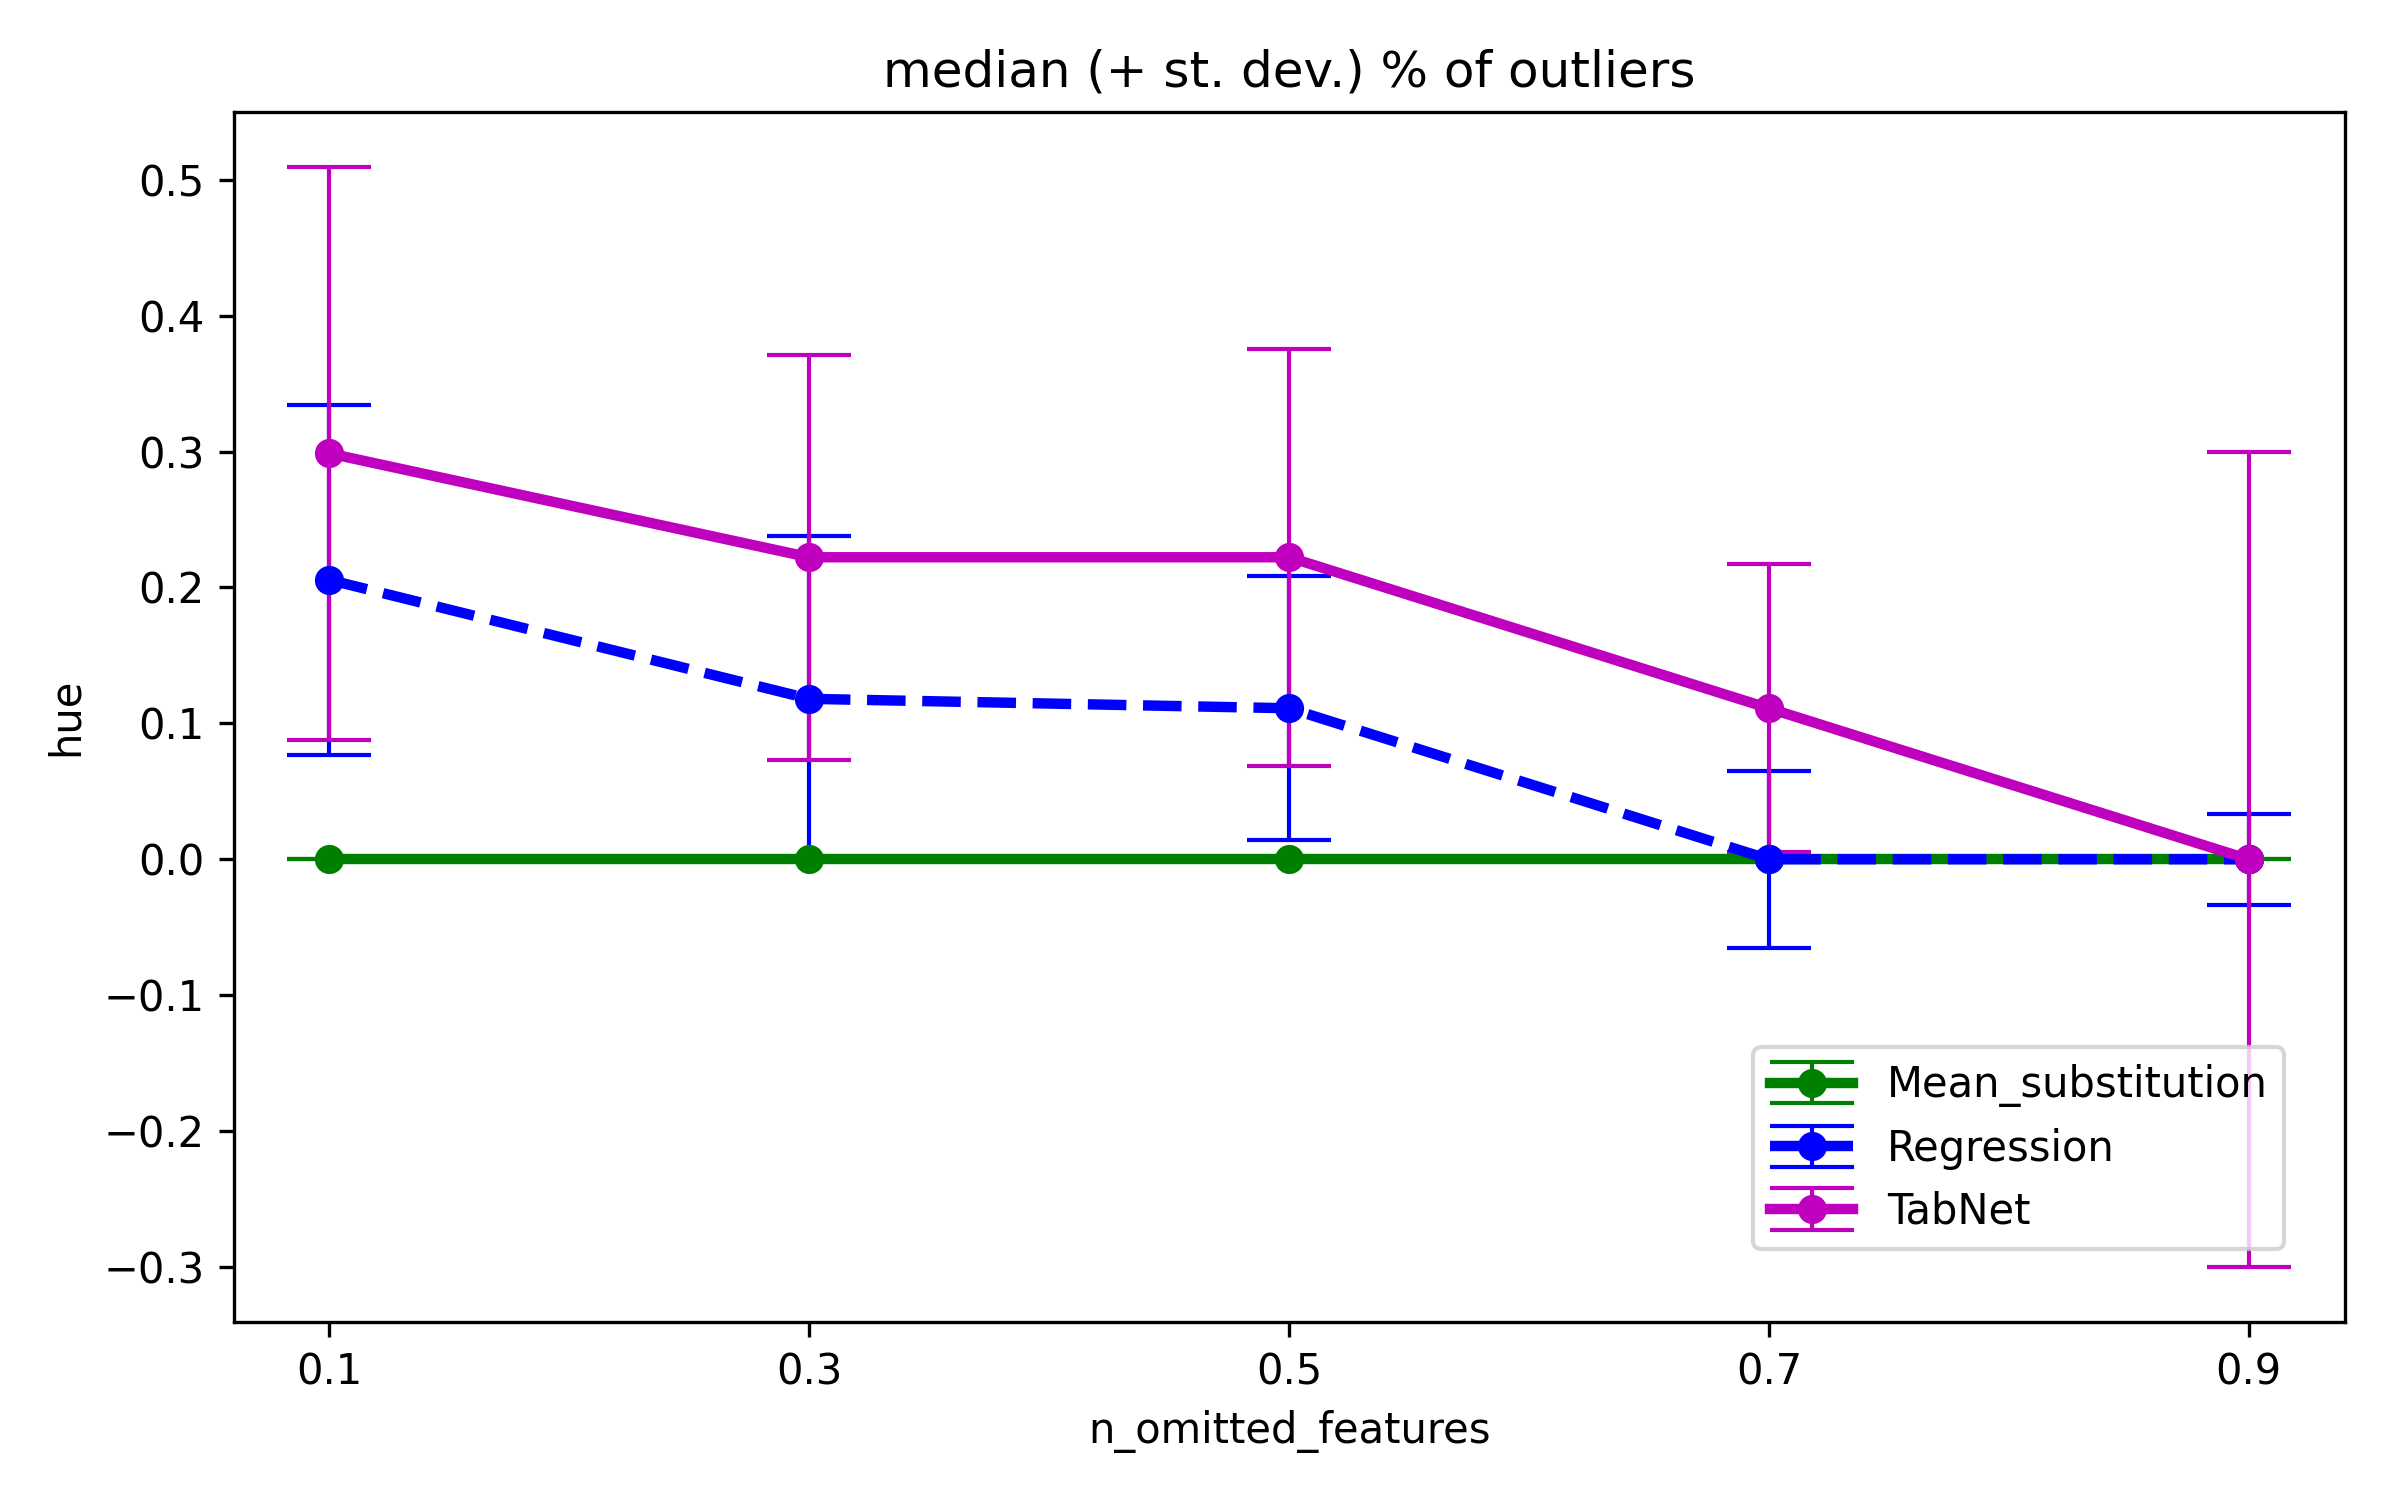 median (+ st. dev.) % of outliers
hue
0.5
0.4
0.3
0.2
0.1
0.0
−0.1
−0.2
−0.3
Mean_substitution
Regression
TabNet
0.1 0.3 0.5 0.7 0.9
n_omitted_features